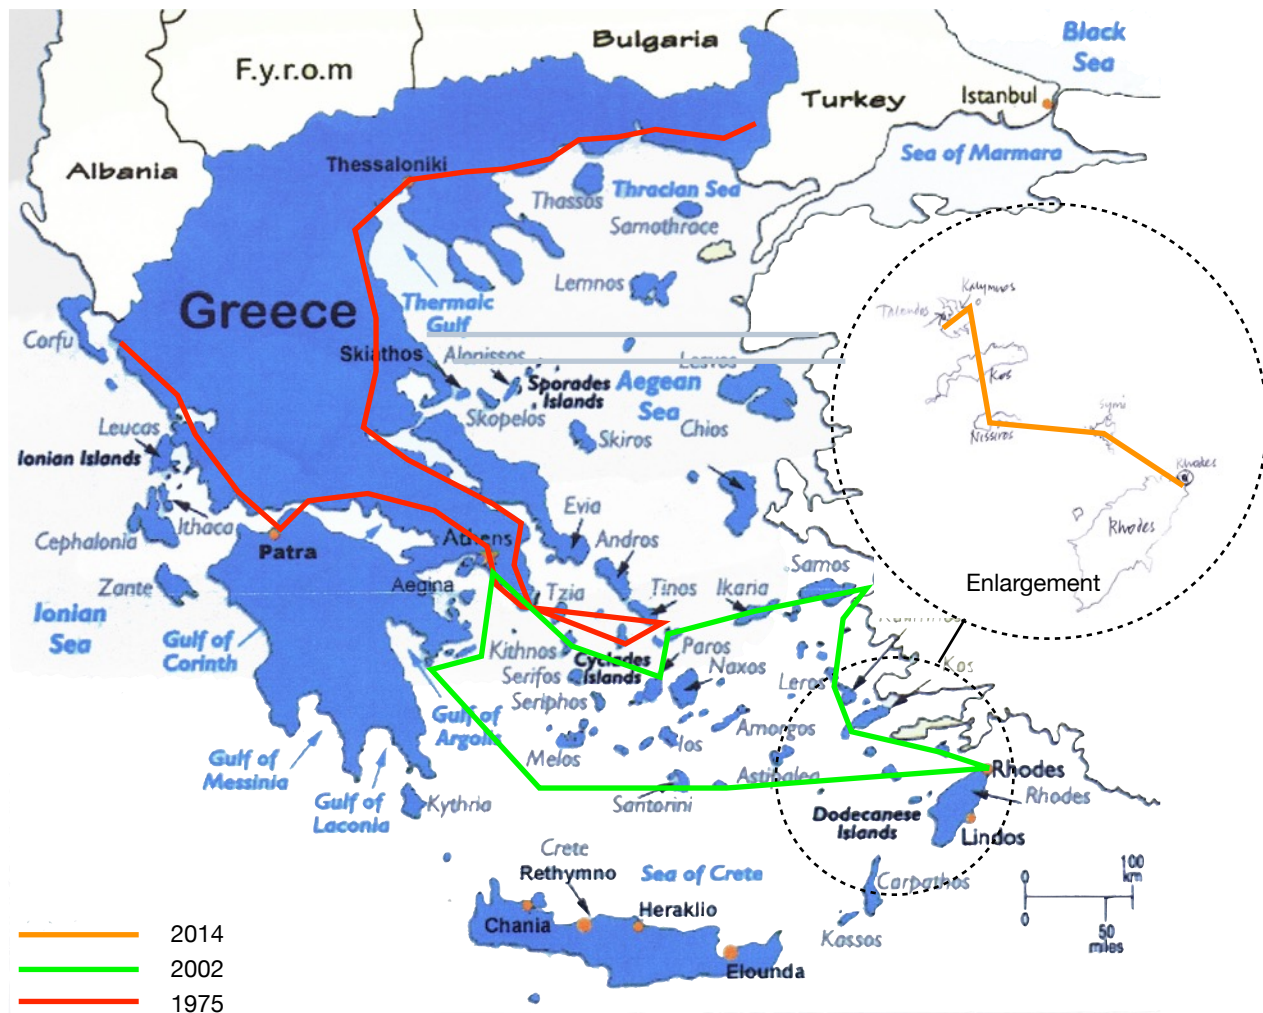 Bulgaria
Black
Sea
F.y.r.o.m
Turkey
Istanbul
Sea of Marmara
Albania
Thessaloniki
Thassos
Thracian Sea
Samothrace
Lemnos
Thermaic
Gulf
Greece
Corfu
Skiathos
Alonissos
Lesvos
Sporades
Islands
Aegean
Sea
Skopelos
Skiros
Chios
Leucas
Ionian Islands
Ithaca
Cephalonia
Patra
Athens
Evia
Andros
Zante
Aegina
Tzia
Tinos
Ikaria
Samos
Ionian
Sea
Gulf of
Corinth
Kithnos
Cyclades
Islands
Paros
Naxos
Serifos
Seriphos
Leros
Kos
Gulf of
Argolis
Amorgos
Ios
Melos
Gulf of
Messinia
Astipalea
Rhodes
Rhodes
Gulf of
Laconia
Kythria
Santorini
Dodecanese
Islands
Lindos
Crete
Rethymno
Sea of Crete
Carpathos
Chania
Heraklio
Kassos
Elounda
0
100
km
0
50
miles
Kalymnos
Kos
Nissiros
Symi
Rhodes
Rhodes
Enlargement
2014
2002
1975